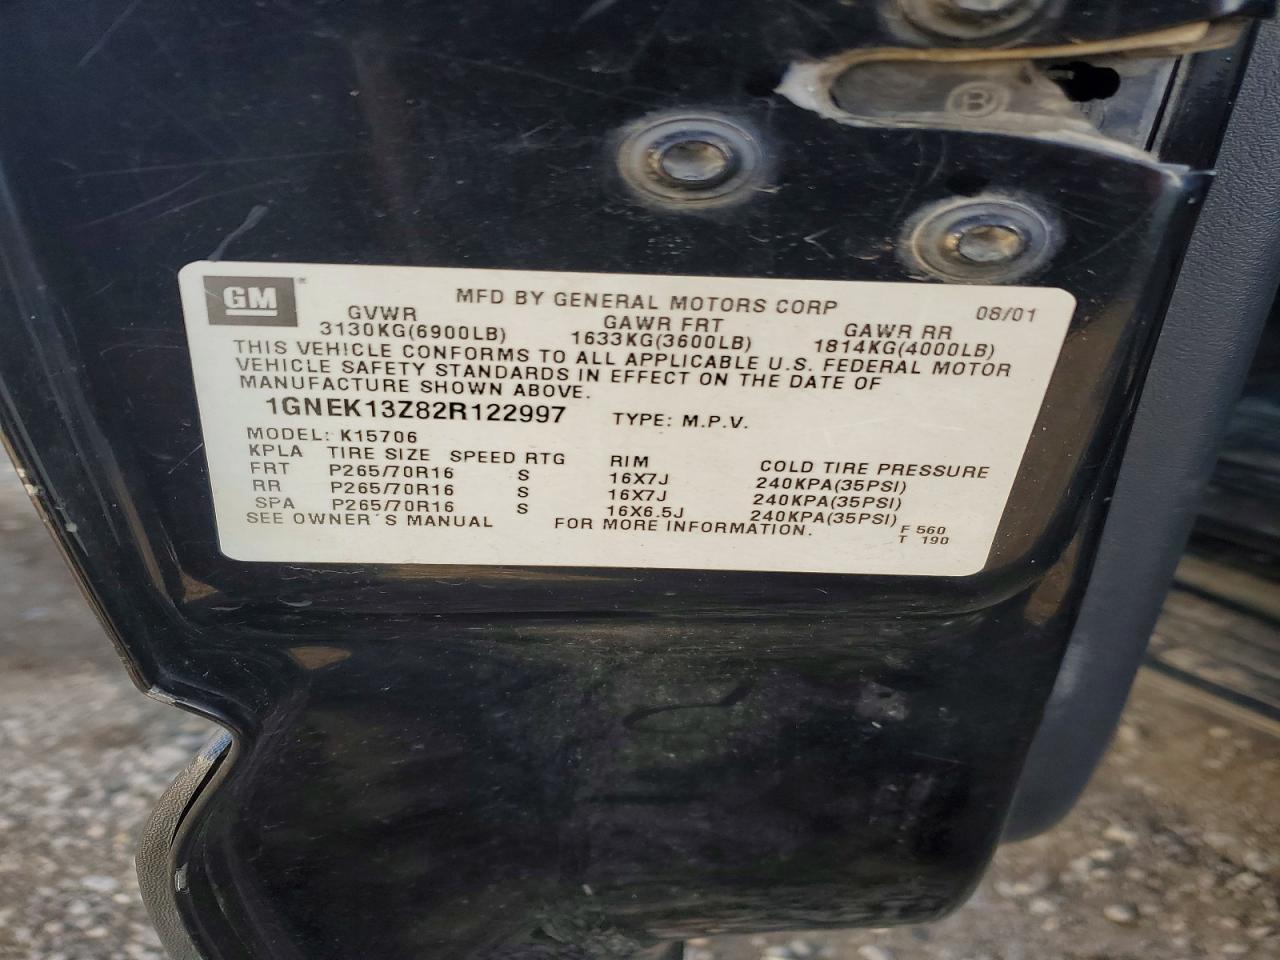 GM MFD BY GENERAL MOTORS CORP 08/01
GVWR GAWR FRT GAWR RR
3130KG(6900LB) 1633KG(3600LB) 1814KG(4000LB)
THIS VEHICLE CONFORMS TO ALL APPLICABLE U.S. FEDERAL MOTOR
VEHICLE SAFETY STANDARDS IN EFFECT ON THE DATE OF
MANUFACTURE SHOWN ABOVE.
1GNEK13Z82R122997 TYPE: M.P.V.
MODEL: K15706
KPLA TIRE SIZE SPEED RTG RIM COLD TIRE PRESSURE
FRT P265/70R16 S 16X7J 240KPA(35PSI)
RR P265/70R16 S 16X7J 240KPA(35PSI)
SPA P265/70R16 S 16X6.5J 240KPA(35PSI)
SEE OWNER'S MANUAL FOR MORE INFORMATION.
F 560
T 190
B